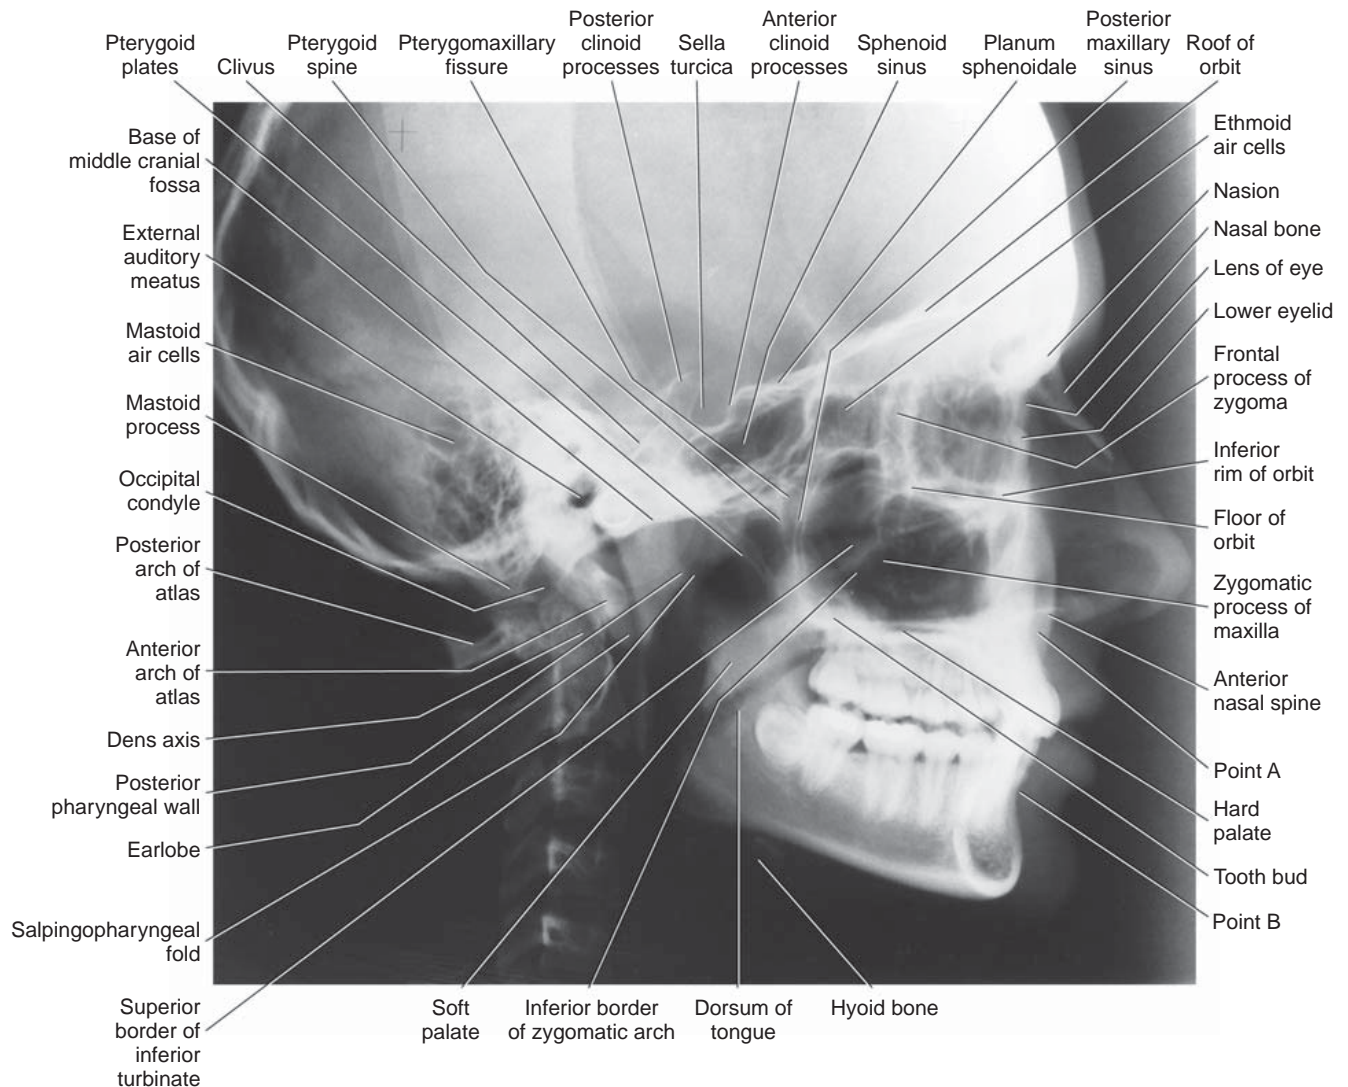 Pterygoid
plates
Clivus
Pterygoid
spine
Pterygomaxillary
fissure
Posterior
clinoid
processes
Sella
turcica
Anterior
clinoid
processes
Sphenoid
sinus
Planum
sphenoidale
Posterior
maxillary
sinus
Roof of
orbit
Base of
middle cranial
fossa
External
auditory
meatus
Mastoid
air cells
Mastoid
process
Occipital
condyle
Posterior
arch of
atlas
Anterior
arch of
atlas
Dens axis
Posterior
pharyngeal wall
Earlobe
Salpingopharyngeal
fold
Superior
border of
inferior
turbinate
Ethmoid
air cells
Nasion
Nasal bone
Lens of eye
Lower eyelid
Frontal
process of
zygoma
Inferior
rim of orbit
Floor of
orbit
Zygomatic
process of
maxilla
Anterior
nasal spine
Point A
Hard
palate
Tooth bud
Point B
Soft
palate
Inferior border
of zygomatic arch
Dorsum of
tongue
Hyoid bone